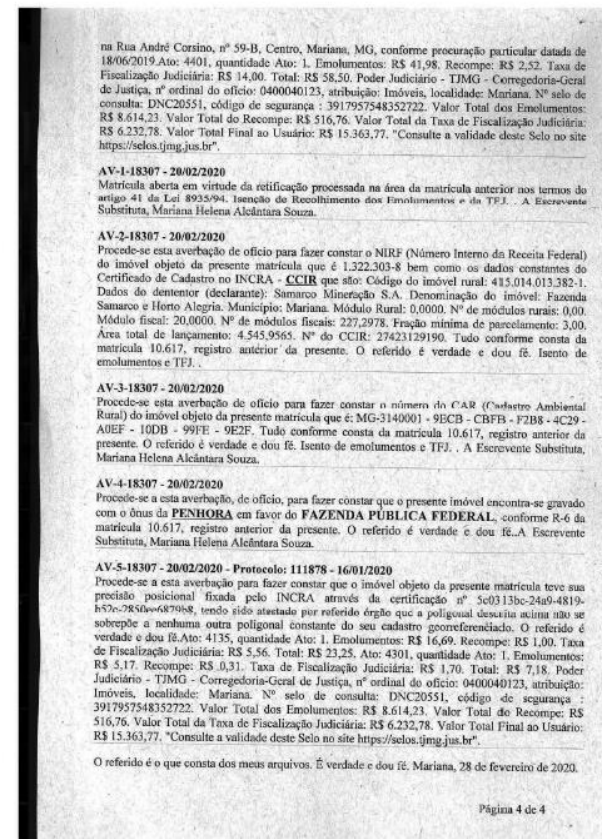 na Rua André Corsino, nº 59-B, Centro, Mariana, MG, conforme procuração particular datada de
18/06/2019.Ato: 4401, quantidade Ato: 1. Emolumentos: R$ 41,98. Recompe: R$ 2,52. Taxa de
Fiscalização Judiciária: R$ 14,00. Total: R$ 58,50. Poder Judiciário - TJMG - Corregedoria-Geral
de Justiça, nº ordinal do ofício: 0400040123, atribuição: Imóveis, localidade: Mariana. Nº selo de
consulta: DNC20551, código de segurança : 3917957548352722. Valor Total dos Emolumentos:
R$ 8.614,23. Valor Total do Recompe: R$ 516,76. Valor Total da Taxa de Fiscalização Judiciária:
R$ 6.232,78. Valor Total Final ao Usuário: R$ 15.363,77. "Consulte a validade deste Selo no site
https://selos.tjmg.jus.br".
AV-1-18307 - 20/02/2020
Matrícula aberta em virtude da retificação processada na área da matrícula anterior nos termos do
artigo 41 da Lei 8935/94. Isenção de Recolhimento dos Emolumentos e da TFJ. . A Escrevente
Substituta, Mariana Helena Alcântara Souza.
AV-2-18307 - 20/02/2020
Procede-se esta averbação de ofício para fazer constar o NIRF (Número Interno da Receita Federal)
do imóvel objeto da presente matrícula que é 1.322.303-8 bem como os dados constantes do
Certificado de Cadastro no INCRA - CCIR que são: Código do imóvel rural: 415.014.013.382-1.
Dados do dententor (declarante): Samarco Mineração S.A. Denominação do imóvel: Fazenda
Samarco e Horto Alegria. Município: Mariana. Módulo Rural: 0,0000. Nº de módulos rurais: 0,00.
Módulo fiscal: 20,0000. Nº de módulos fiscais: 227,2978. Fração mínima de parcelamento: 3,00.
Área total de lançamento: 4.545,9565. Nº do CCIR: 27423129190. Tudo conforme consta da
matrícula 10.617, registro anterior da presente. O referido é verdade e dou fé. Isento de
emolumentos e TFJ. .
AV-3-18307 - 20/02/2020
Procede-se esta averbação de ofício para fazer constar o número do CAR (Cadastro Ambiental
Rural) do imóvel objeto da presente matrícula que é: MG-3140001 - 9ECB - CBFB - F2B8 - 4C29 -
A0EF - 10DB - 99FE - 9E2F. Tudo conforme consta da matrícula 10.617, registro anterior da
presente. O referido é verdade e dou fé. Isento de emolumentos e TFJ. . A Escrevente Substituta,
Mariana Helena Alcântara Souza.
AV-4-18307 - 20/02/2020
Procede-se a esta averbação, de ofício, para fazer constar que o presente imóvel encontra-se gravado
com o ônus da PENHORA em favor do FAZENDA PÚBLICA FEDERAL, conforme R-6 da
matrícula 10.617, registro anterior da presente. O referido é verdade e dou fé..A Escrevente
Substituta, Mariana Helena Alcântara Souza.
AV-5-18307 - 20/02/2020 - Protocolo: 111878 - 16/01/2020
Procede-se a esta averbação para fazer constar que o imóvel objeto da presente matrícula teve sua
precisão posicional fixada pelo INCRA através da certificação nº 5c0313bc-24a9-4819-
tendo sido atestado por referido órgão que a poligonal descrita acima não se
sobrepõe a nenhuma outra poligonal constante do seu cadastro georreferenciado. O referido é
verdade e dou fé.Ato: 4135, quantidade Ato: 1. Emolumentos: R$ 16,69. Recompe: R$ 1,00. Taxa
de Fiscalização Judiciária: R$ 5,56. Total: R$ 23,25. Ato: 4301, quantidade Ato: 1. Emolumentos:
R$ 5,17. Recompe: R$ 0,31. Taxa de Fiscalização Judiciária: R$ 1,70. Total: R$ 7,18. Poder
Judiciário - TJMG - Corregedoria-Geral de Justiça, nº ordinal do ofício: 0400040123, atribuição:
Imóveis, localidade: Mariana. Nº selo de consulta: DNC20551, código de segurança :
3917957548352722. Valor Total dos Emolumentos: R$ 8.614,23. Valor Total do Recompe: R$
516,76. Valor Total da Taxa de Fiscalização Judiciária: R$ 6.232,78. Valor Total Final ao Usuário:
R$ 15.363,77. "Consulte a validade deste Selo no site https://selos.tjmg.jus.br".
O referido é o que consta dos meus arquivos. É verdade e dou fé. Mariana, 28 de fevereiro de 2020.
Página 4 de 4